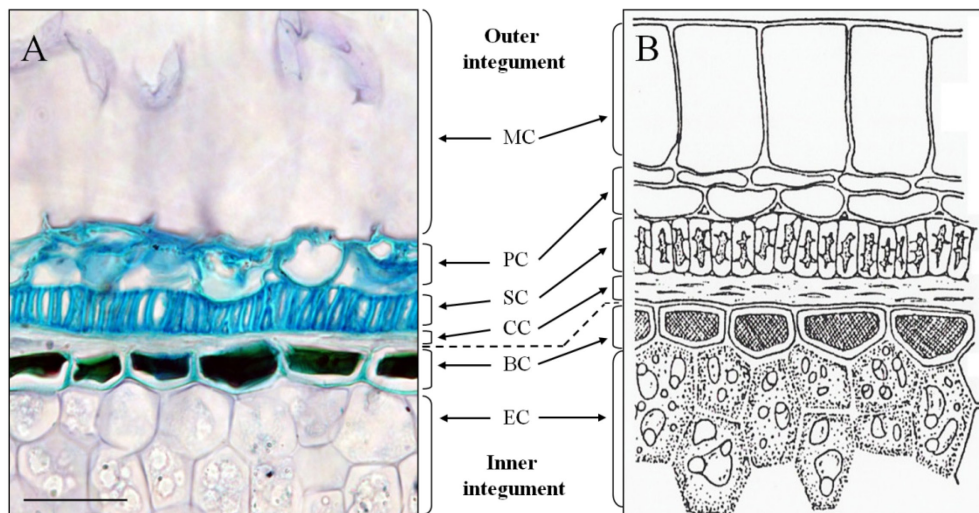 A
Outer
integument
B
MC
PC
SC
CC
BC
EC
Inner
integument